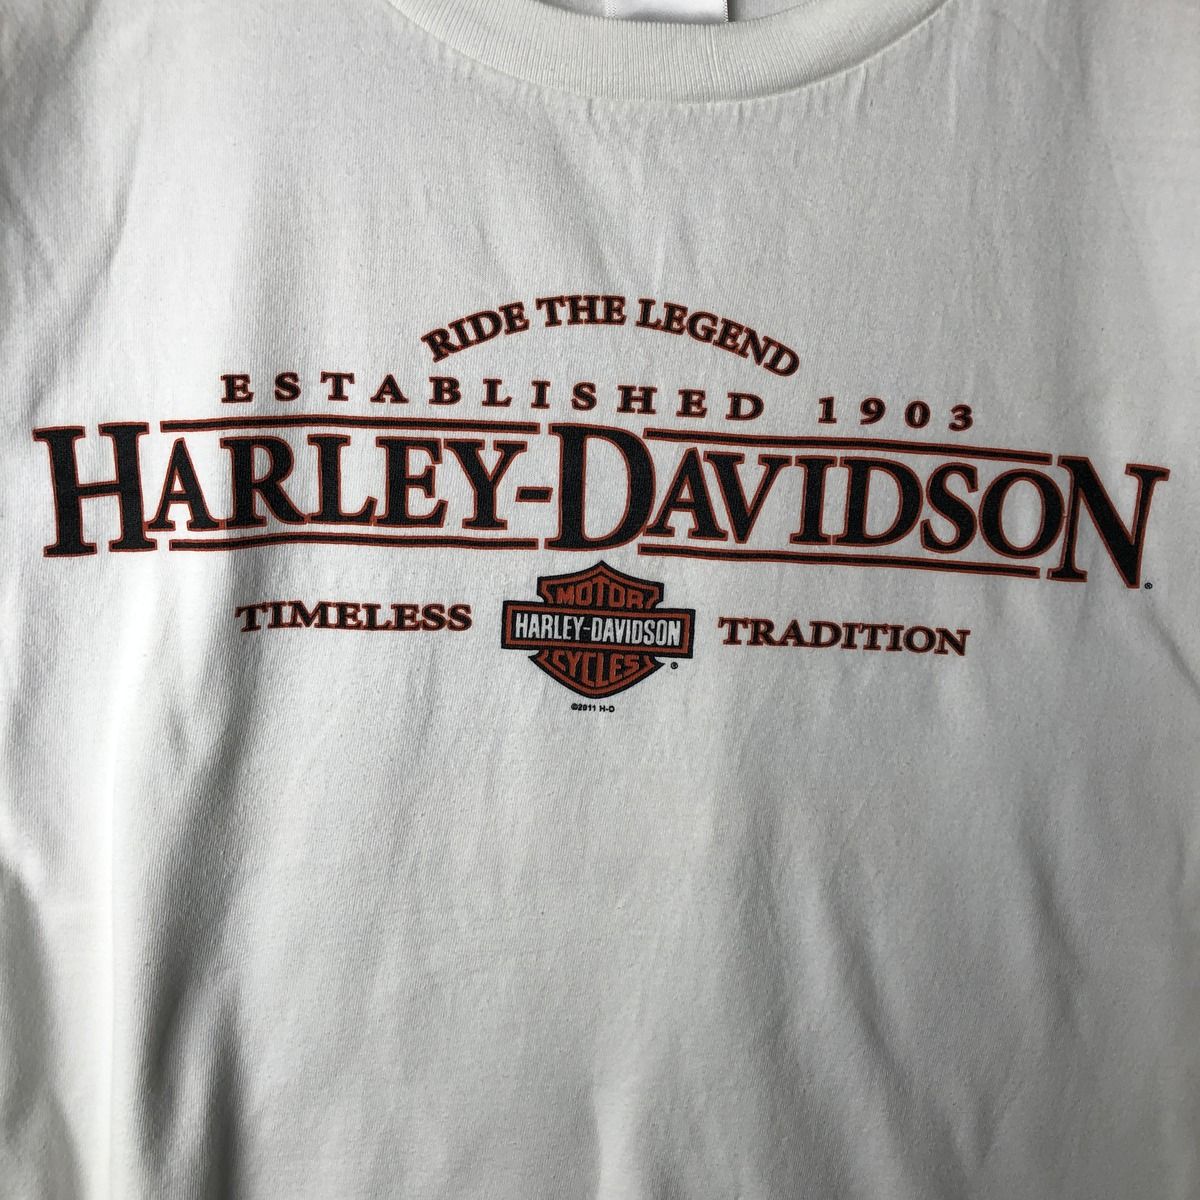 RIDE THE LEGEND
ESTABLISHED 1903
HARLEY-DAVIDSON®
TIMELESS
MOTOR
HARLEY-DAVIDSON
CYCLES®
TRADITION
©2011 H-D